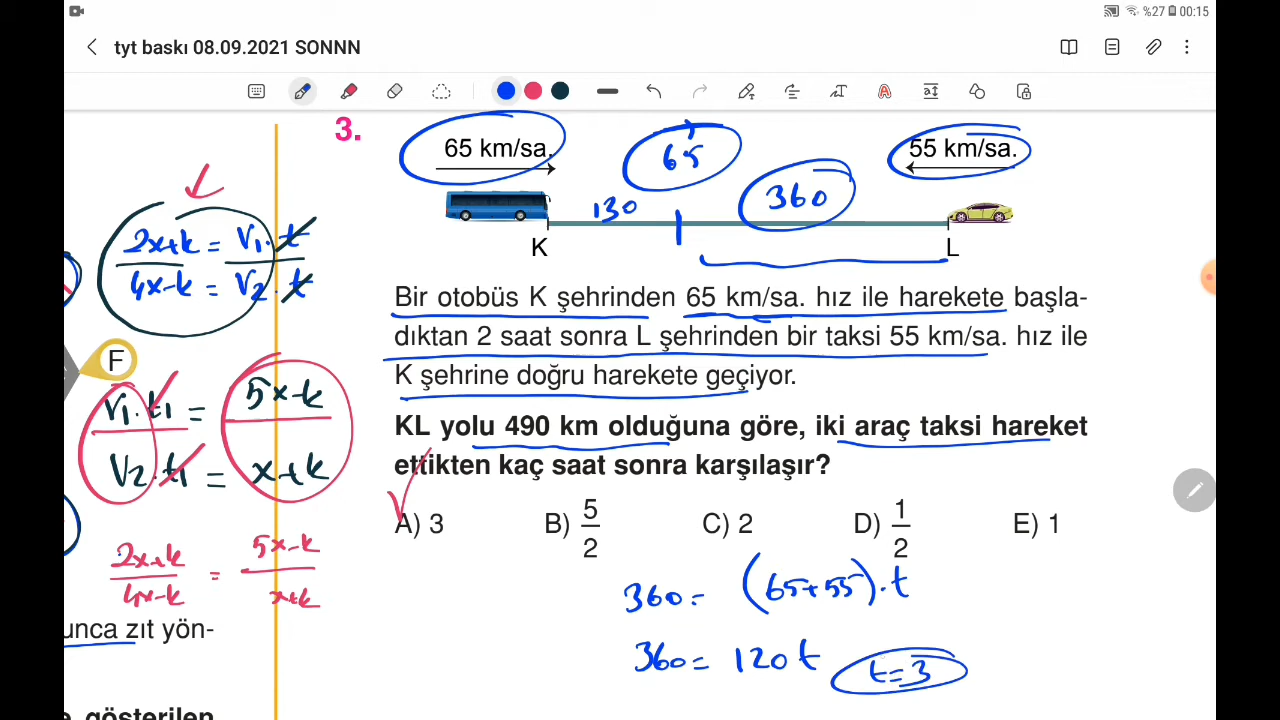 %27 00:15
tyt baskı 08.09.2021 SONNN
3.
65 km/sa.
65
55 km/sa.
130
360
K
L
2x+k = V1.t
4x-k = V2.t
F
V1.t1 = 5x-k
V2.t1 = x+k
2x+k = 5x-k
4x-k x+k
unca zıt yön-
e gösterilen
Bir otobüs K şehrinden 65 km/sa. hız ile harekete başla-
dıktan 2 saat sonra L şehrinden bir taksi 55 km/sa. hız ile
K şehrine doğru harekete geçiyor.
KL yolu 490 km olduğuna göre, iki araç taksi hareket
ettikten kaç saat sonra karşılaşır?
A) 3 B) 5/2 C) 2 D) 1/2 E) 1
360 = (65+55).t
360 = 120t t=3